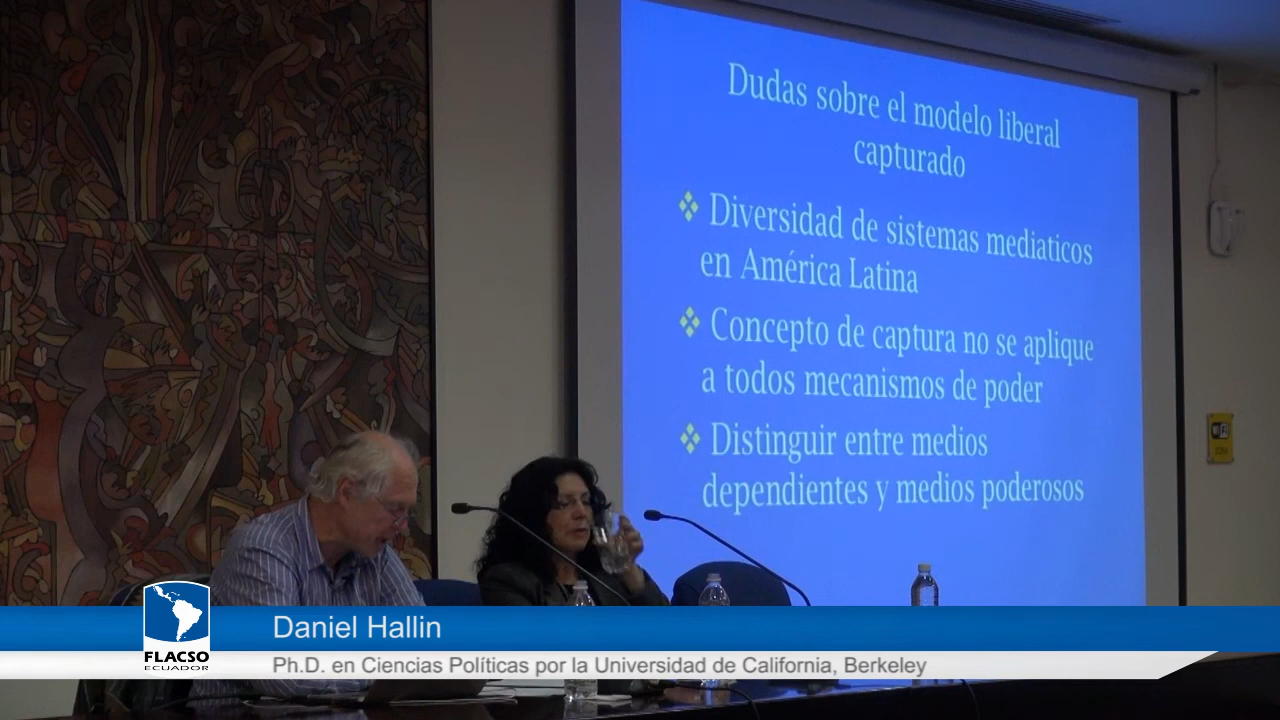 Dudas sobre el modelo liberal
capturado
Diversidad de sistemas mediaticos
en América Latina
Concepto de captura no se aplique
a todos mecanismos de poder
Distinguir entre medios
dependientes y medios poderosos
Daniel Hallin
Ph.D. en Ciencias Políticas por la Universidad de California, Berkeley
FLACSO
ECUADOR